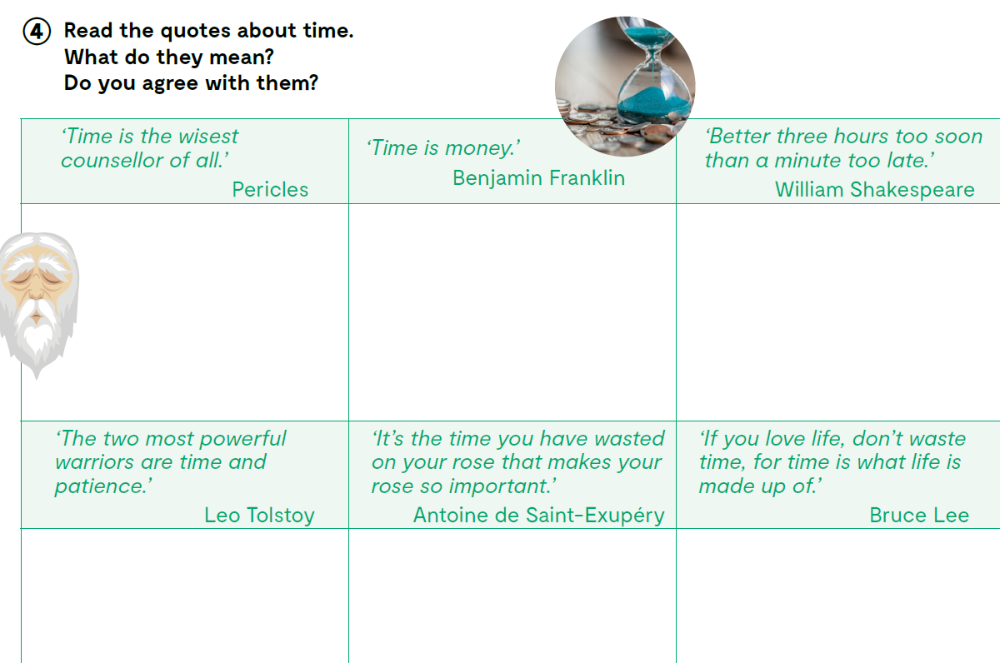 4 Read the quotes about time.
What do they mean?
Do you agree with them?
‘Time is the wisest
counsellor of all.’
Pericles
‘Time is money.’
Benjamin Franklin
‘Better three hours too soon
than a minute too late.’
William Shakespeare
‘The two most powerful
warriors are time and
patience.’
Leo Tolstoy
‘It’s the time you have wasted
on your rose that makes your
rose so important.’
Antoine de Saint-Exupéry
‘If you love life, don’t waste
time, for time is what life is
made up of.’
Bruce Lee